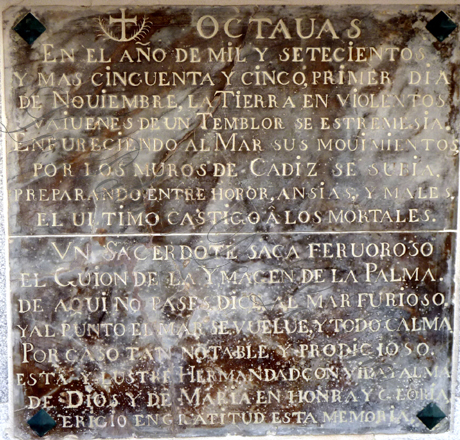 OCTAUAS
EN EL AÑO DE MIL Y SETECIENTOS
Y MAS CINCUENTA Y CINCO, PRIMER DIA
DE NOUIEMBRE, LA TIERRA EN VIOLENTOS
VAIUENES DE UN TEMBLOR SE ESTREMESIA,
ENFURECIENDO AL MAR SUS MOUIMIENTOS
POR LOS MUROS DE CADIZ SE SUBIA,
PREPARANDO ENTRE HOROR, ANSIAS, Y MALES,
EL ULTIMO CASTIGO Â LOS MORTALES.
VN SACERDOTE SACA FERUOROSO
EL GUION DE LA YMAGEN DE LA PALMA.
DE AQUI NO PASES, DICE AL MAR FURIOSO,
Y AL PUNTO EL MAR SE VUELUE, Y TODO CALMA
POR CASO TAN NOTABLE Y PRODIGIOSO.
ESTA YLUSTRE HERMANDAD CON VIDA Y ALMA
DE DIOS Y DE MARIA EN HONRA Y GLORIA
ERIGIO EN GRATITUD ESTA MEMORIA.